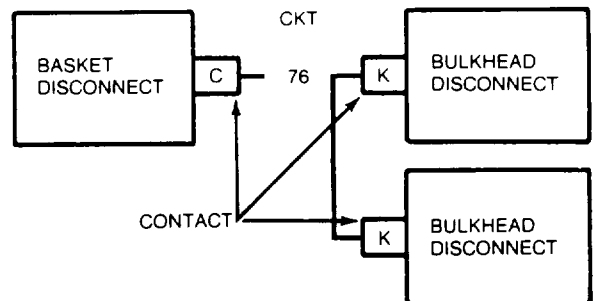 CKT
BASKET
DISCONNECT
C
76
K
BULKHEAD
DISCONNECT
CONTACT
K
BULKHEAD
DISCONNECT